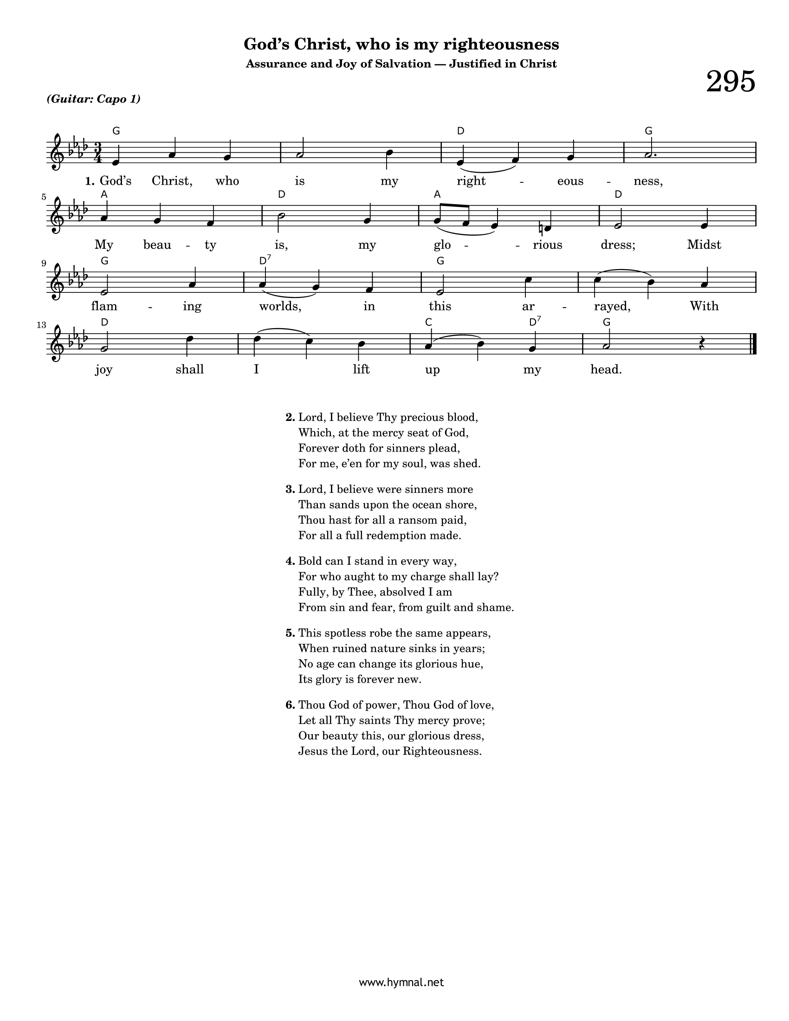 God's Christ, who is my righteousness
Assurance and Joy of Salvation — Justified in Christ
295
(Guitar: Capo 1)
G D G
3 4
1. God's Christ, who is my right - eous - ness,
5 A D A D
My beau - ty is, my glo - - rious dress; Midst
9 G D7 G
flam - ing worlds, in this ar - rayed, With
13 D C D7 G
joy shall I lift up my head.
2. Lord, I believe Thy precious blood,
Which, at the mercy seat of God,
Forever doth for sinners plead,
For me, e'en for my soul, was shed.
3. Lord, I believe were sinners more
Than sands upon the ocean shore,
Thou hast for all a ransom paid,
For all a full redemption made.
4. Bold can I stand in every way,
For who aught to my charge shall lay?
Fully, by Thee, absolved I am
From sin and fear, from guilt and shame.
5. This spotless robe the same appears,
When ruined nature sinks in years;
No age can change its glorious hue,
Its glory is forever new.
6. Thou God of power, Thou God of love,
Let all Thy saints Thy mercy prove;
Our beauty this, our glorious dress,
Jesus the Lord, our Righteousness.
www.hymnal.net